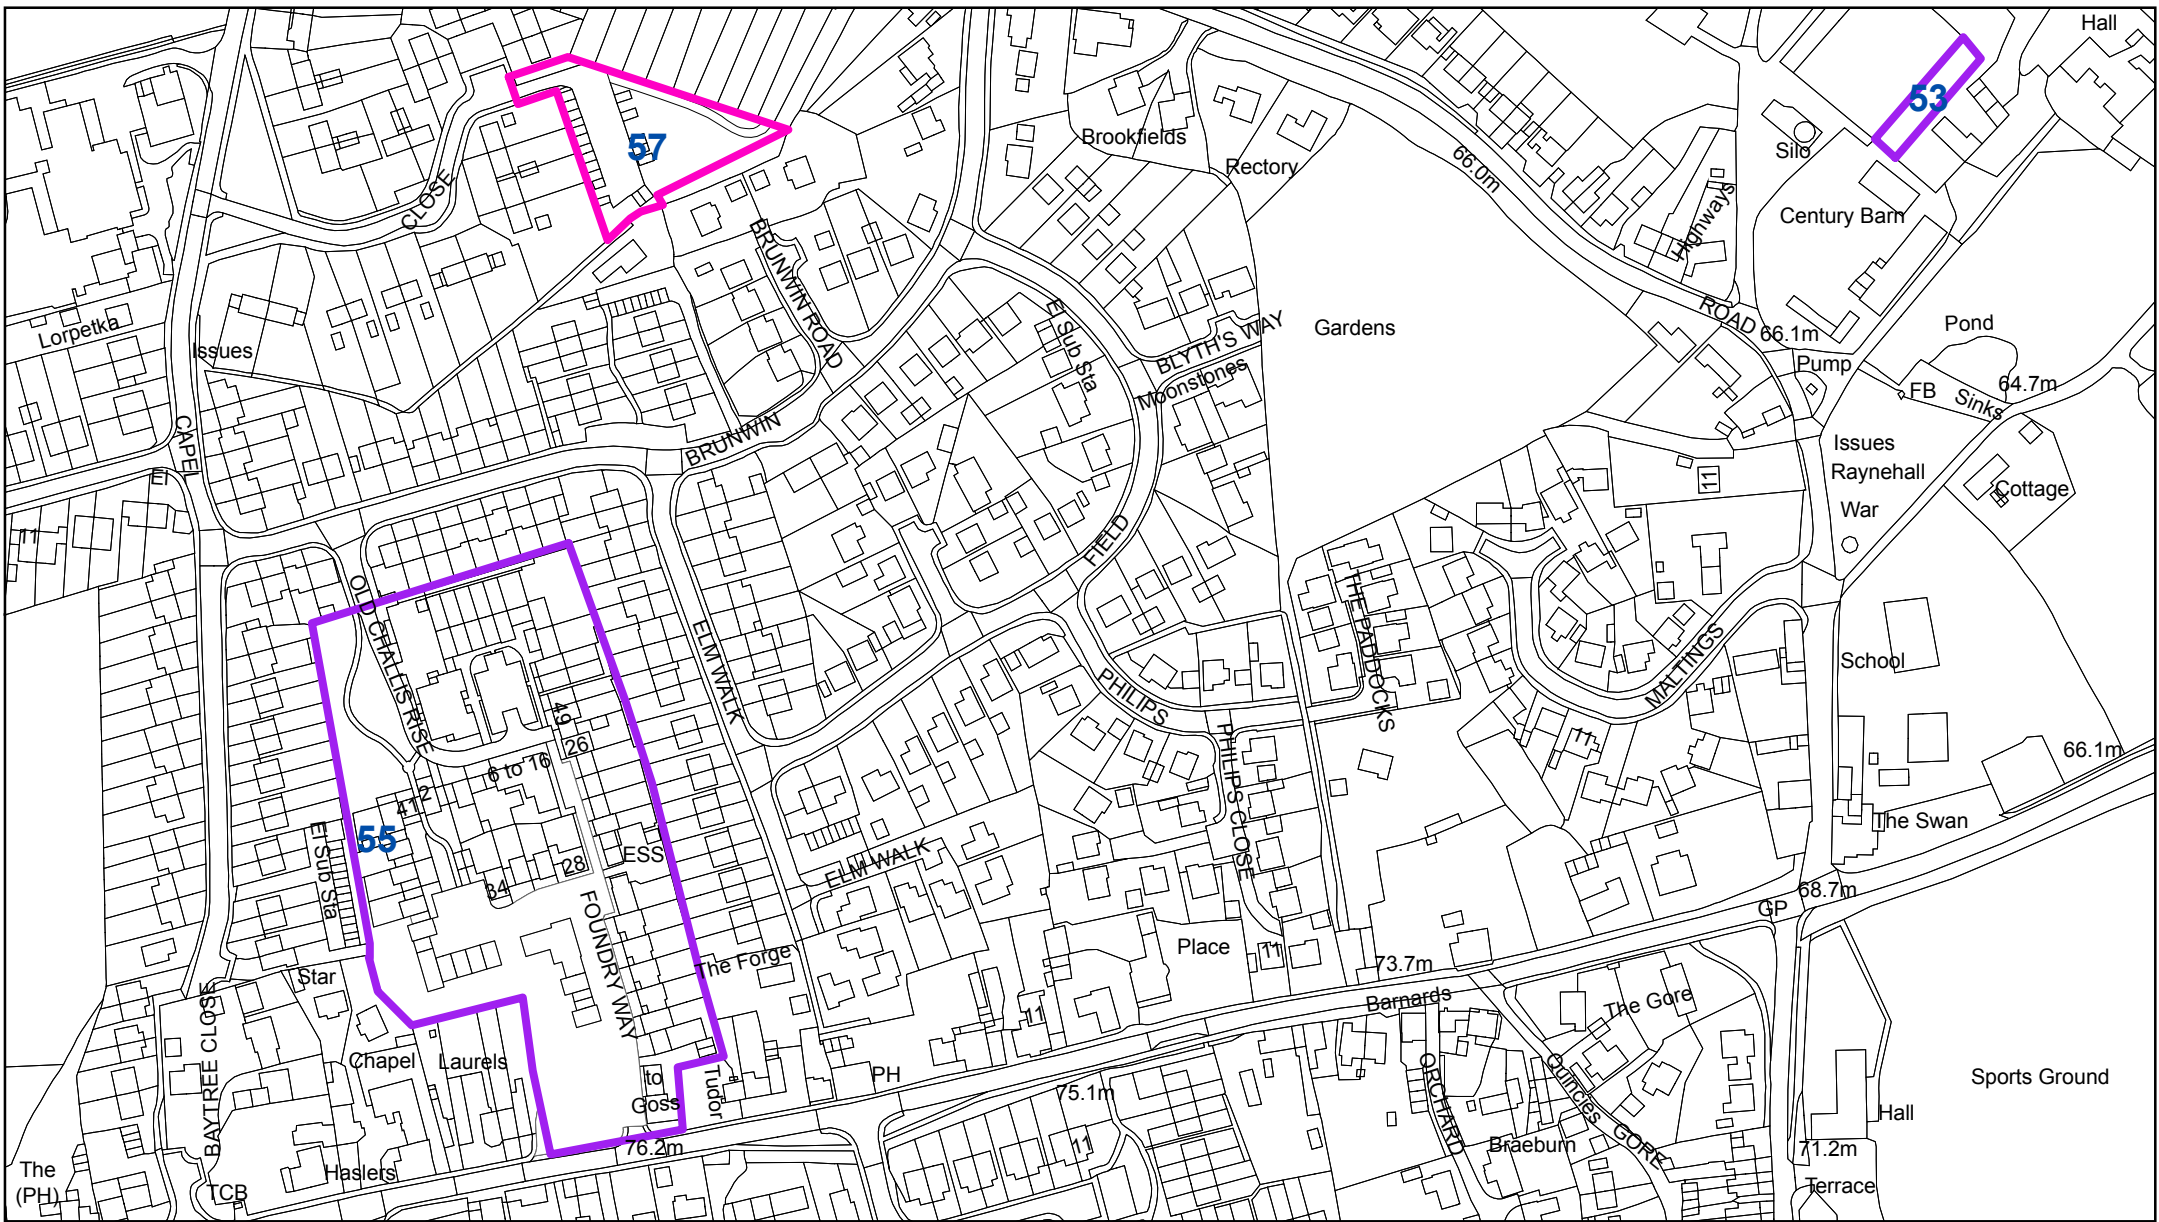 Hall
53
57
Brookfields
Rectory
66.0m
Silo
Highways
Century Barn
CLOSE
BRUNWIN ROAD
Lorpetka
Issues
El Sub Sta
BLYTH'S WAY
Moonstones
Gardens
ROAD
66.1m
Pond
Pump
64.7m
FB
Sinks
CAPEL
BRUNWIN
El
Issues
Raynehall
11
Cottage
War
11
FIELD
OLD CHALLIS RISE
ELM WALK
THE PADDOCKS
MALTINGS
School
PHILIPS
49
26
6 to 16
PHILIPS CLOSE
11
66.1m
412
55
El Sub Sta
ESS
28
34
ELM WALK
The Swan
68.7m
GP
FOUNDRY WAY
The Forge
Place
11
73.7m
Star
Barnards
The Gore
BAYTREE CLOSE
11
Chapel
Laurels
to
Goss
Tudor
PH
75.1m
ORCHARD
Quincies
GORE
Sports Ground
Hall
76.2m
11
Braeburn
71.2m
The
(PH)
TCB
Haslers
Terrace